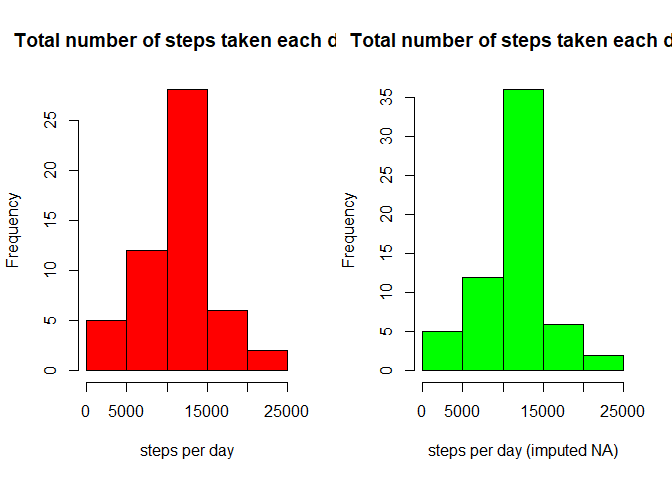 Total number of steps taken each d
Frequency
25
20
15
10
5
0
0 5000 15000 25000
steps per day
Total number of steps taken each d
Frequency
35
30
25
20
15
10
5
0
0 5000 15000 25000
steps per day (imputed NA)